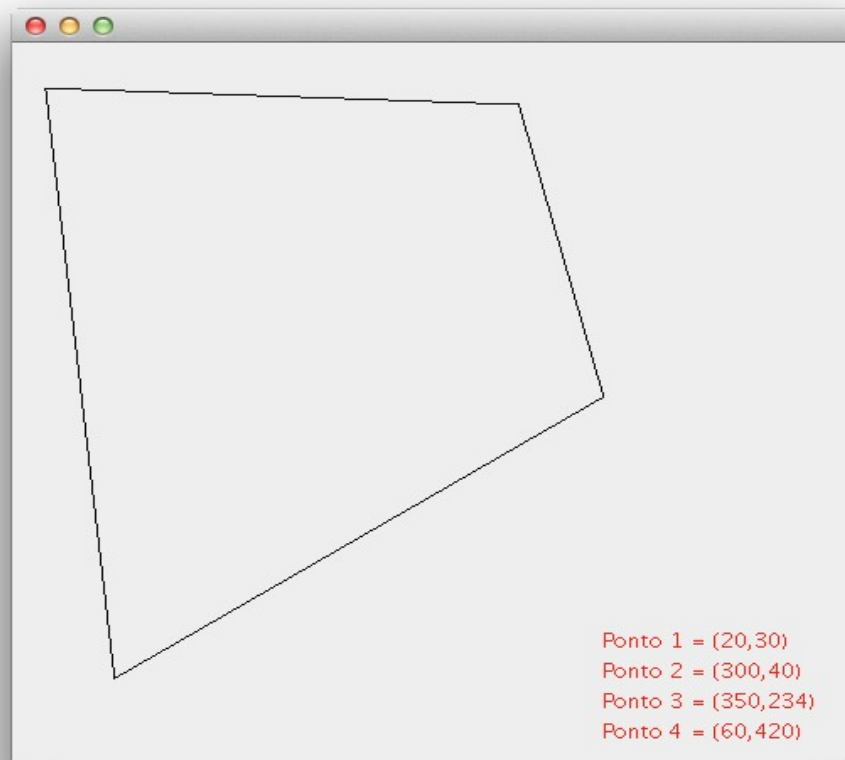 Ponto 1 = (20,30)
Ponto 2 = (300,40)
Ponto 3 = (350,234)
Ponto 4 = (60,420)